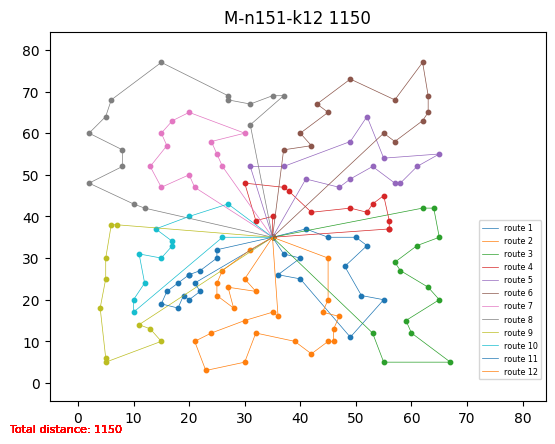 M-n151-k12 1150
80
70
60
50
40
30
20
10
0
0 10 20 30 40 50 60 70 80
route 1
route 2
route 3
route 4
route 5
route 6
route 7
route 8
route 9
route 10
route 11
route 12
Total distance: 1150